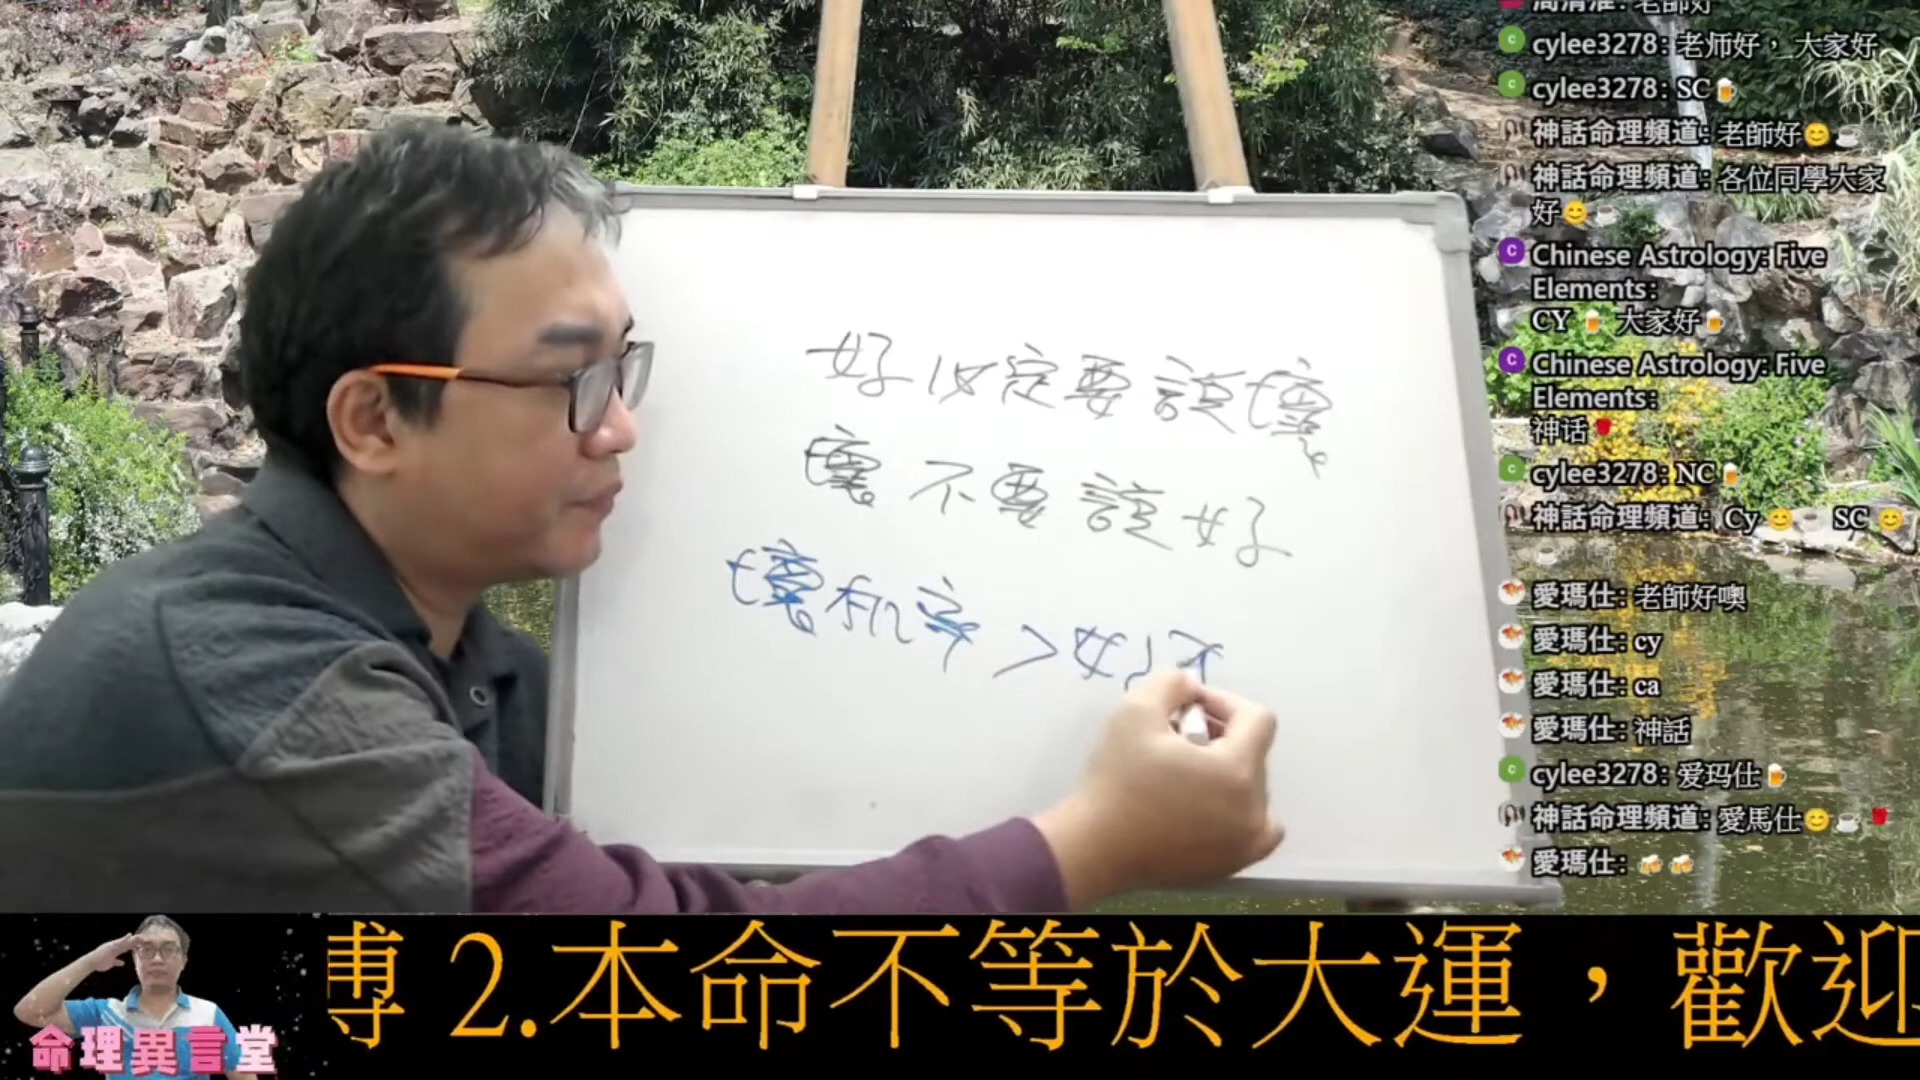 好必定要談壞
壞不要談好
壞机率>好
cylee3278: 老师好， 大家好
cylee3278: SC🍺
神話命理頻道: 老師好😊☕
神話命理頻道: 各位同學大家
好😊☕
Chinese Astrology: Five
Elements:
CY🍺 大家好🍺
Chinese Astrology: Five
Elements:
神话🌹
cylee3278: NC🍺
神話命理頻道: Cy😊☕ SC😊
☕
愛瑪仕: 老師好噢
愛瑪仕: cy
愛瑪仕: ca
愛瑪仕: 神話
cylee3278: 爱玛仕🍺
神話命理頻道: 愛馬仕😊☕🌹
愛瑪仕: 🍻🍻
命理異言堂
2.本命不等於大運，歡迎